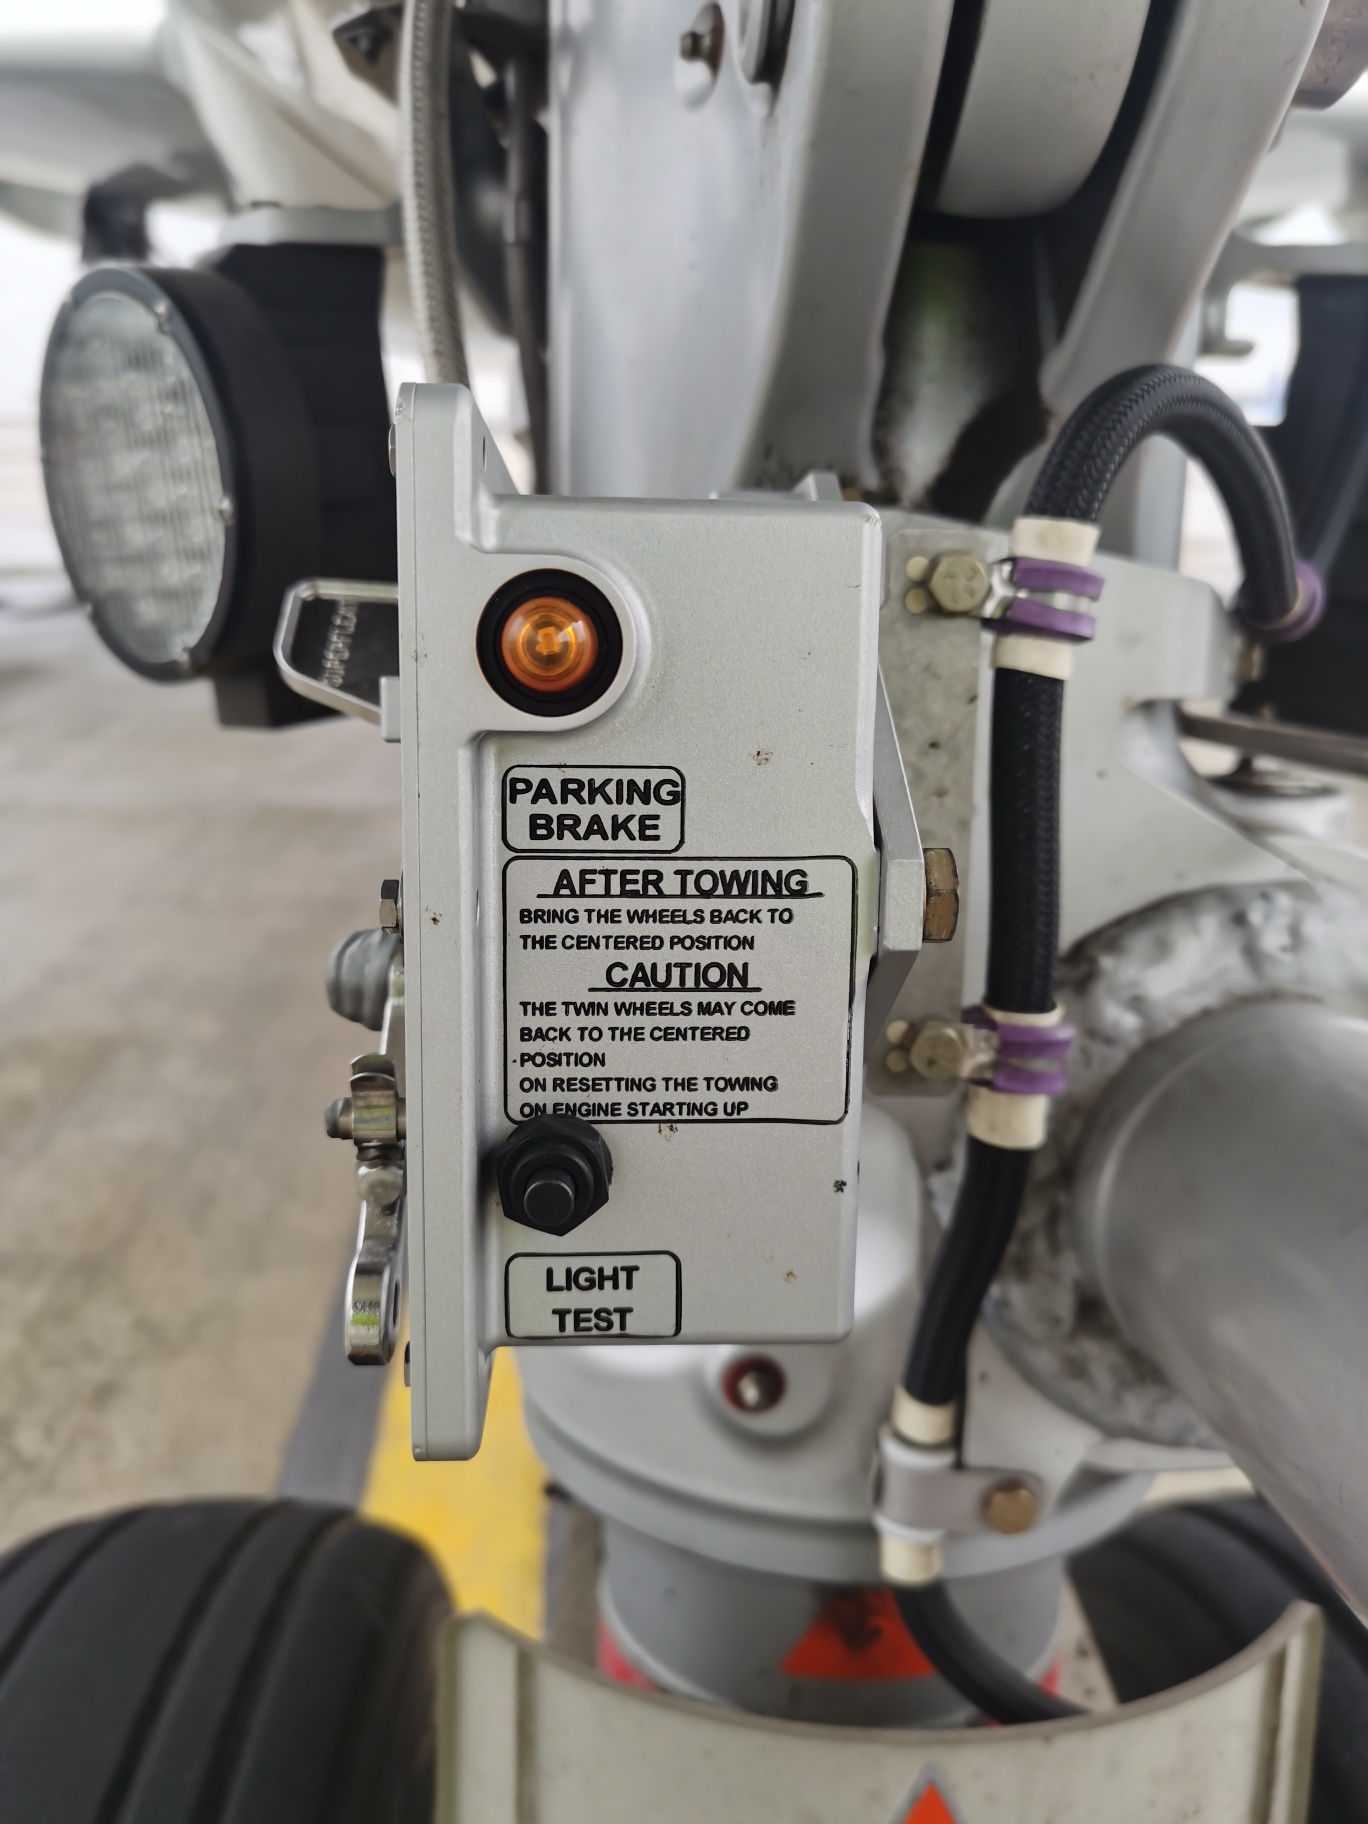 PARKING
BRAKE
AFTER TOWING
BRING THE WHEELS BACK TO
THE CENTERED POSITION
CAUTION
THE TWIN WHEELS MAY COME
BACK TO THE CENTERED
POSITION
ON RESETTING THE TOWING
ON ENGINE STARTING UP
LIGHT
TEST